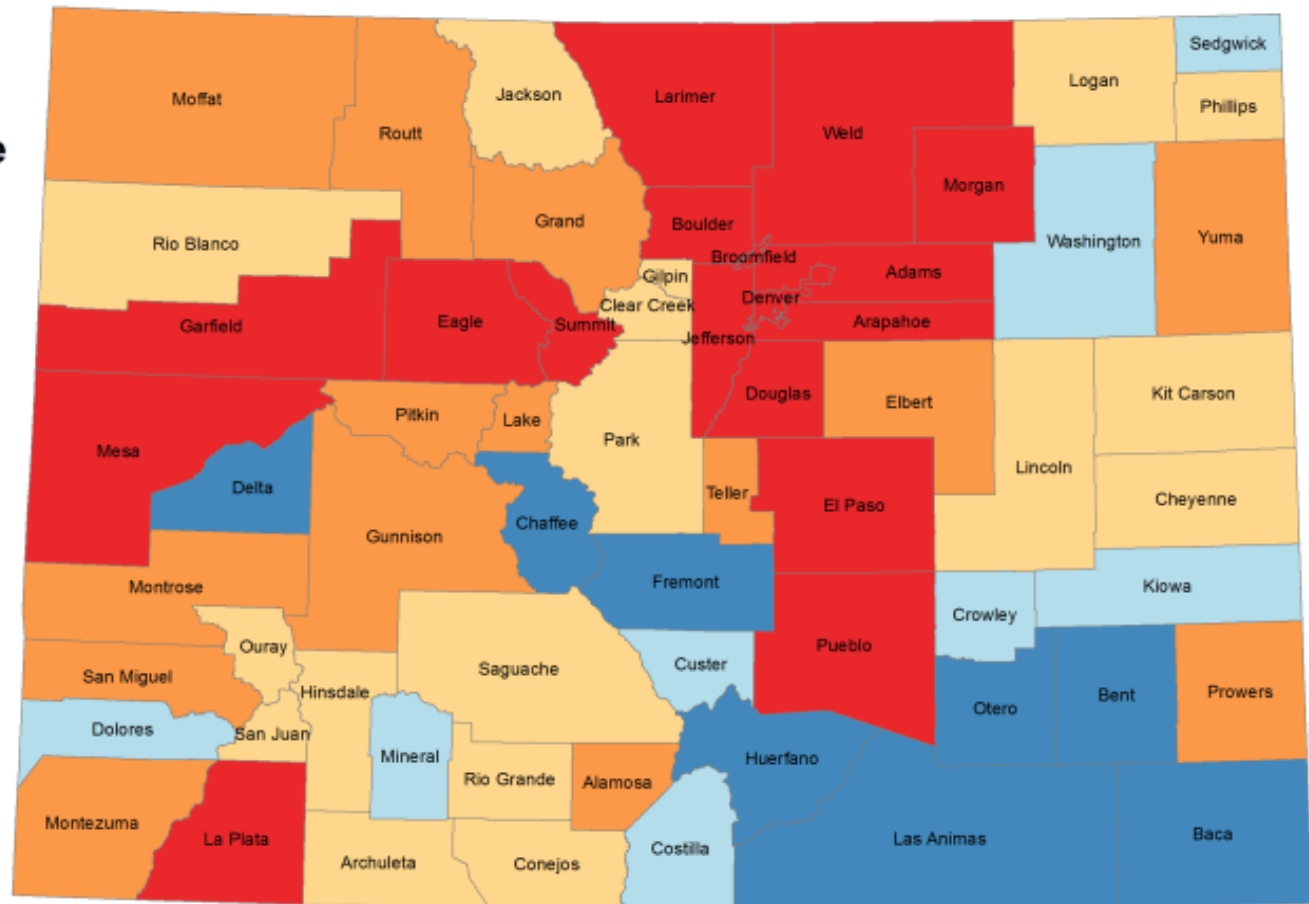 Sedgwick
Logan
Moffat
Jackson
Larimer
Phillips
Routt
Weld
e
Morgan
Boulder
Grand
Yuma
Rio Blanco
Washington
Broomfield
Gilpin
Adams
Denver
Clear Creek
Garfield
Eagle
Summit
Arapahoe
Jefferson
Douglas
Kit Carson
Elbert
Pitkin
Lake
Park
Mesa
Lincoln
Delta
Teller
Cheyenne
El Paso
Chaffee
Gunnison
Fremont
Montrose
Kiowa
Crowley
Ouray
Pueblo
Custer
Saguache
San Miguel
Hinsdale
Prowers
Bent
Otero
Dolores
San Juan
Mineral
Huerfano
Rio Grande
Alamosa
Montezuma
La Plata
Las Animas
Baca
Costilla
Archuleta
Conejos